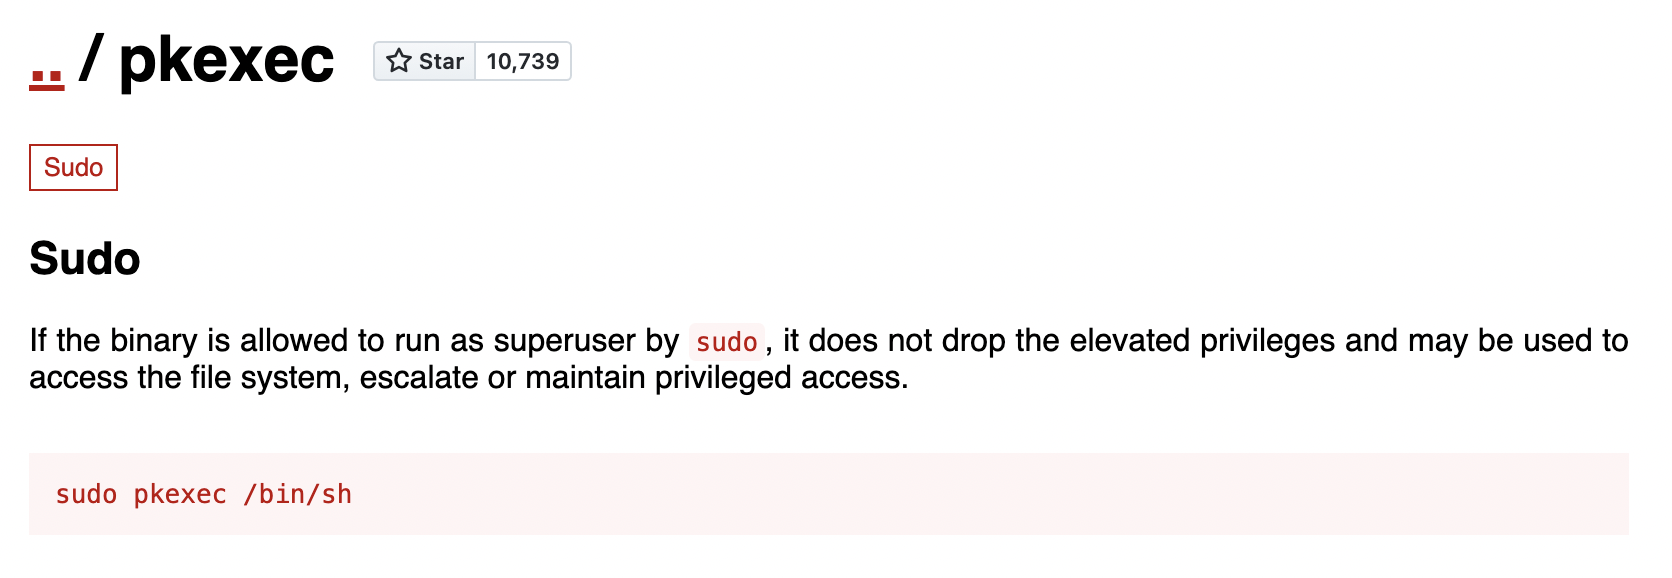 .. / pkexec Star 10,739
Sudo
Sudo
If the binary is allowed to run as superuser by sudo, it does not drop the elevated privileges and may be used to
access the file system, escalate or maintain privileged access.
sudo pkexec /bin/sh